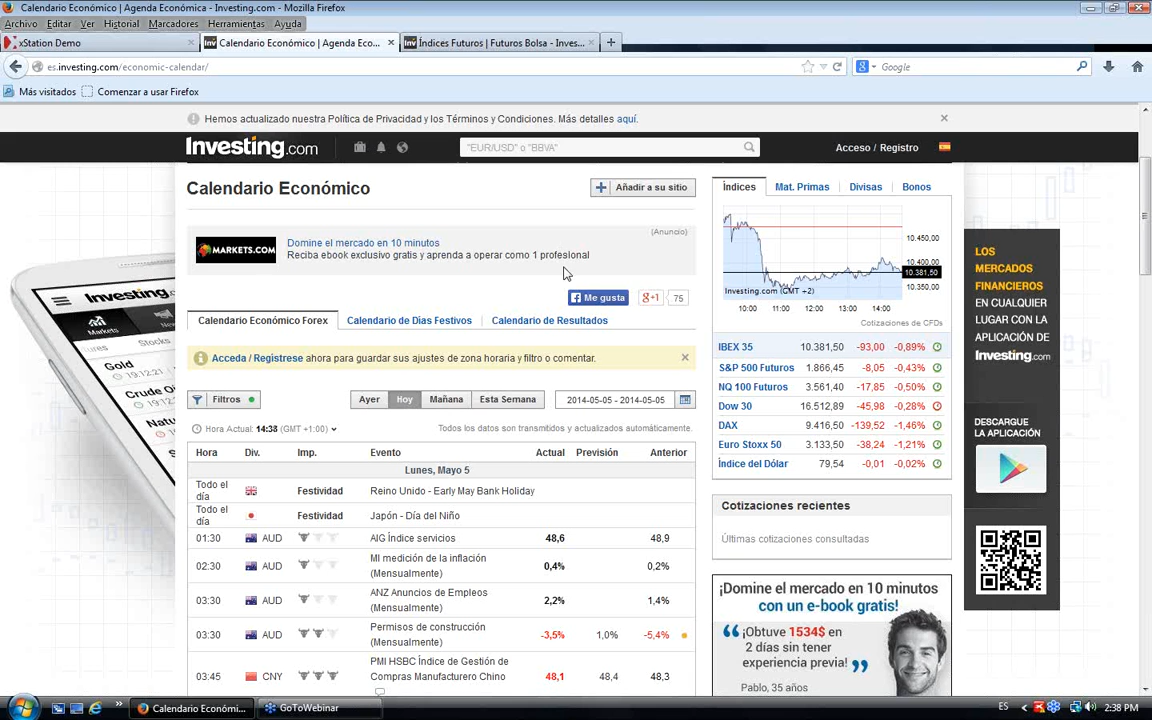 Calendario Económico | Agenda Económica - Investing.com - Mozilla Firefox
Archivo Editar Ver Historial Marcadores Herramientas Ayuda
xStation Demo
Calendario Económico | Agenda Eco...
Índices Futuros | Futuros Bolsa - Inves...
es.investing.com/economic-calendar/
Google
Más visitados Comenzar a usar Firefox
Hemos actualizado nuestra Política de Privacidad y los Términos y Condiciones. Más detalles aquí.
Investing.com
"EUR/USD" o "BBVA"
Acceso / Registro
Calendario Económico
Añadir a su sitio
MARKETS.COM
Domine el mercado en 10 minutos
Reciba ebook exclusivo gratis y aprenda a operar como 1 profesional
(Anuncio)
Me gusta
g+1 75
Calendario Económico Forex
Calendario de Días Festivos
Calendario de Resultados
Acceda / Registrese ahora para guardar sus ajustes de zona horaria y filtro o comentar.
Filtros
Ayer Hoy Mañana Esta Semana
2014-05-05 - 2014-05-05
Hora Actual: 14:38 (GMT +1:00)
Todos los datos son transmitidos y actualizados automáticamente.
Hora Div. Imp. Evento Actual Previsión Anterior
Lunes, Mayo 5
Todo el día Festividad Reino Unido - Early May Bank Holiday
Todo el día Festividad Japón - Día del Niño
01:30 AUD AIG Índice servicios 48,6 48,9
02:30 AUD MI medición de la inflación (Mensualmente) 0,4% 0,2%
03:30 AUD ANZ Anuncios de Empleos (Mensualmente) 2,2% 1,4%
03:30 AUD Permisos de construcción (Mensualmente) -3,5% 1,0% -5,4%
03:45 CNY PMI HSBC Índice de Gestión de Compras Manufacturero Chino 48,1 48,4 48,3
Índices Mat. Primas Divisas Bonos
10.450,00
10.400,00
10.381,50
10.350,00
Investing.com (GMT +2)
10:00 11:00 12:00 13:00 14:00
Cotizaciones de CFDs
IBEX 35 10.381,50 -93,00 -0,89%
S&P 500 Futuros 1.866,45 -8,05 -0,43%
NQ 100 Futuros 3.561,40 -17,85 -0,50%
Dow 30 16.512,89 -45,98 -0,28%
DAX 9.416,50 -139,52 -1,46%
Euro Stoxx 50 3.133,50 -38,24 -1,21%
Índice del Dólar 79,54 -0,01 -0,02%
Cotizaciones recientes
Últimas cotizaciones consultadas
¡Domine el mercado en 10 minutos
con un e-book gratis!
¡Obtuve 1534$ en
2 días sin tener
experiencia previa!
Pablo, 35 años
LOS
MERCADOS
FINANCIEROS
EN CUALQUIER
LUGAR CON LA
APLICACIÓN DE
Investing.com
DESCARGUE
LA APLICACIÓN
Investing
Markets
Stocks
Gold
19.12.21
Crude O
19.12
Calendario Económi...
GoToWebinar
ES
2:38 PM